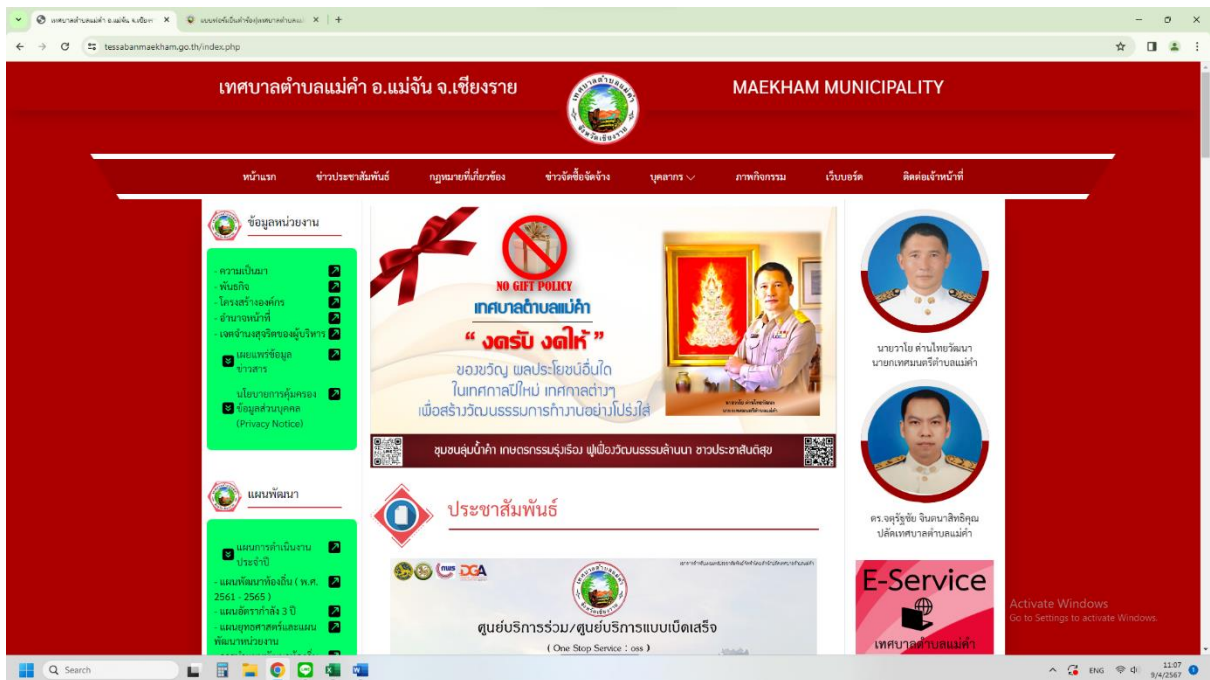 เทศบาลตำบลแม่คำ อ.แม่จัน จ.เชียงราย
tessabanmaekham.go.th/index.php
เทศบาลตำบลแม่คำ อ.แม่จัน จ.เชียงราย
MAEKHAM MUNICIPALITY
หน้าแรก
ข่าวประชาสัมพันธ์
กฎหมายที่เกี่ยวข้อง
ข่าวจัดซื้อจัดจ้าง
บุคลากร
ภาพกิจกรรม
เว็บบอร์ด
ติดต่อเจ้าหน้าที่
ข้อมูลหน่วยงาน
- ความเป็นมา
- พันธกิจ
- โครงสร้างองค์กร
- อำนาจหน้าที่
- เจตจำนงสุจริตของผู้บริหาร
เผยแพร่ข้อมูล
ข่าวสาร
นโยบายการคุ้มครอง
ข้อมูลส่วนบุคคล
(Privacy Notice)
แผนพัฒนา
แผนการดำเนินงาน
ประจำปี
- แผนพัฒนาท้องถิ่น ( พ.ศ.
2561 - 2565 )
- แผนอัตรากำลัง 3 ปี
- แผนยุทธศาสตร์และแผน
พัฒนาหน่วยงาน
NO GIFT POLICY
เทศบาลตำบลแม่คำ
“ งดรับ งดให้ ”
ของขวัญ ผลประโยชน์อื่นใด
ในเทศกาลปีใหม่ เทศกาลต่างๆ
เพื่อสร้างวัฒนธรรมการทำงานอย่างโปร่งใส
ชุมชนลุ่มน้ำคำ เกษตรกรรมรุ่งเรือง ฟูเฟื่องวัฒนธรรมล้านนา ชาวประชาสันติสุข
ประชาสัมพันธ์
DGA
ศูนย์บริการร่วม/ศูนย์บริการแบบเบ็ดเสร็จ
( One Stop Service : oss )
นายวาโย ด่านไทยวัฒนา
นายกเทศมนตรีตำบลแม่คำ
ดร.จตุรัฐชัย จินตนาสิทธิคุณ
ปลัดเทศบาลตำบลแม่คำ
E-Service
เทศบาลตำบลแม่คำ
Activate Windows
Go to Settings to activate Windows.
Search
ENG
11:07
9/4/2567